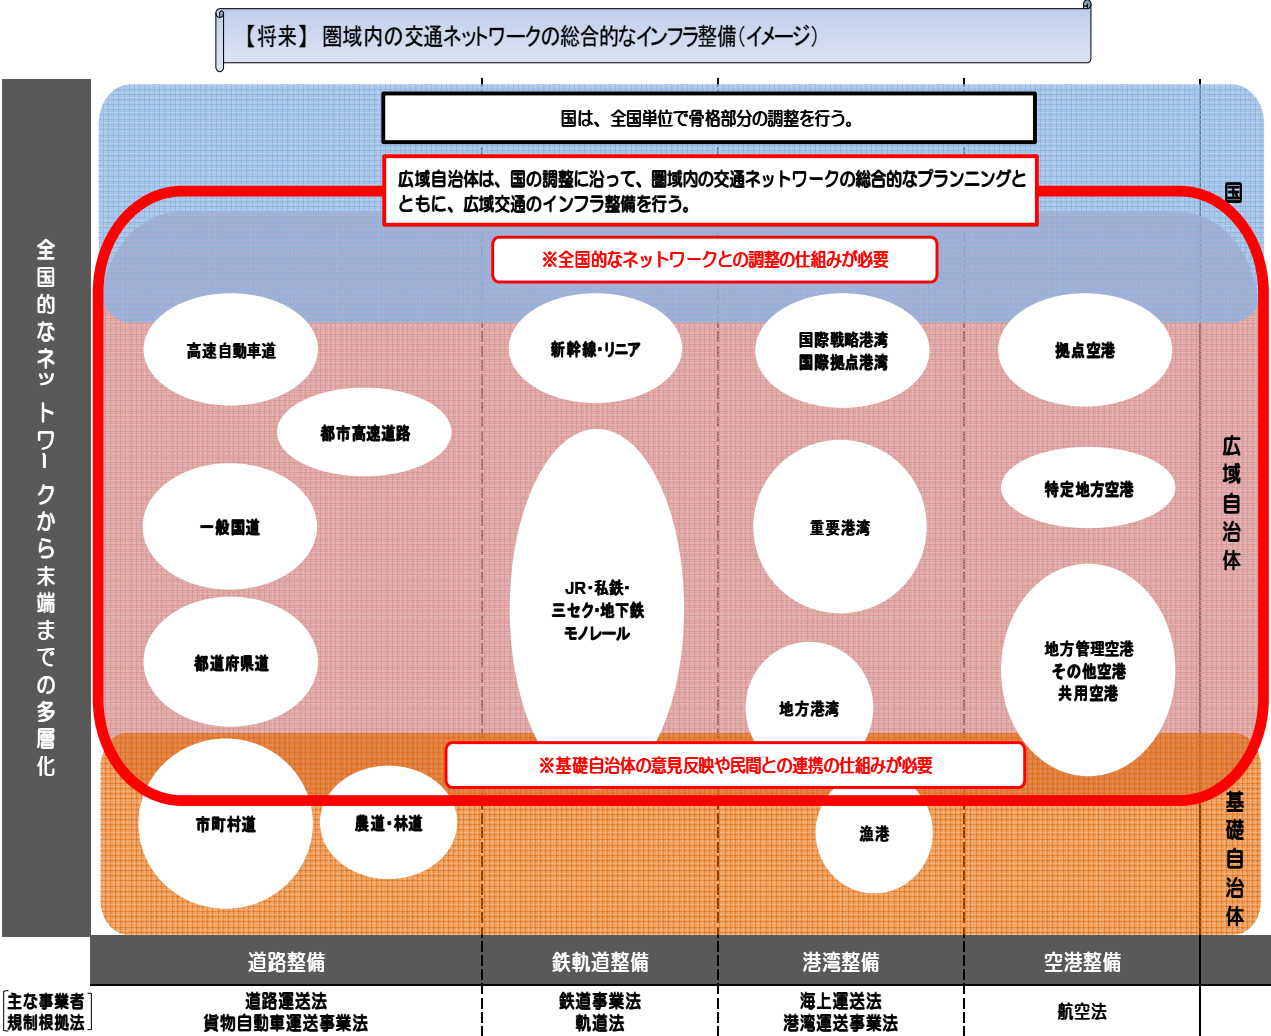 【将来】 圏域内の交通ネットワークの総合的なインフラ整備（イメージ）
国は、全国単位で骨格部分の調整を行う。
広域自治体は、国の調整に沿って、圏域内の交通ネットワークの総合的なプランニングと
ともに、広域交通のインフラ整備を行う。
※全国的なネットワークとの調整の仕組みが必要
国
全国的なネットワークから末端までの多層化
高速自動車道
新幹線・リニア
国際戦略港湾
国際拠点港湾
拠点空港
都市高速道路
広域自治体
特定地方空港
一般国道
重要港湾
JR・私鉄・
三セク・地下鉄
モノレール
都道府県道
地方管理空港
その他空港
共用空港
地方港湾
※基礎自治体の意見反映や民間との連携の仕組みが必要
市町村道
農道・林道
漁港
基礎自治体
道路整備
鉄軌道整備
港湾整備
空港整備
主な事業者
規制根拠法
道路運送法
貨物自動車運送事業法
鉄道事業法
軌道法
海上運送法
港湾運送事業法
航空法